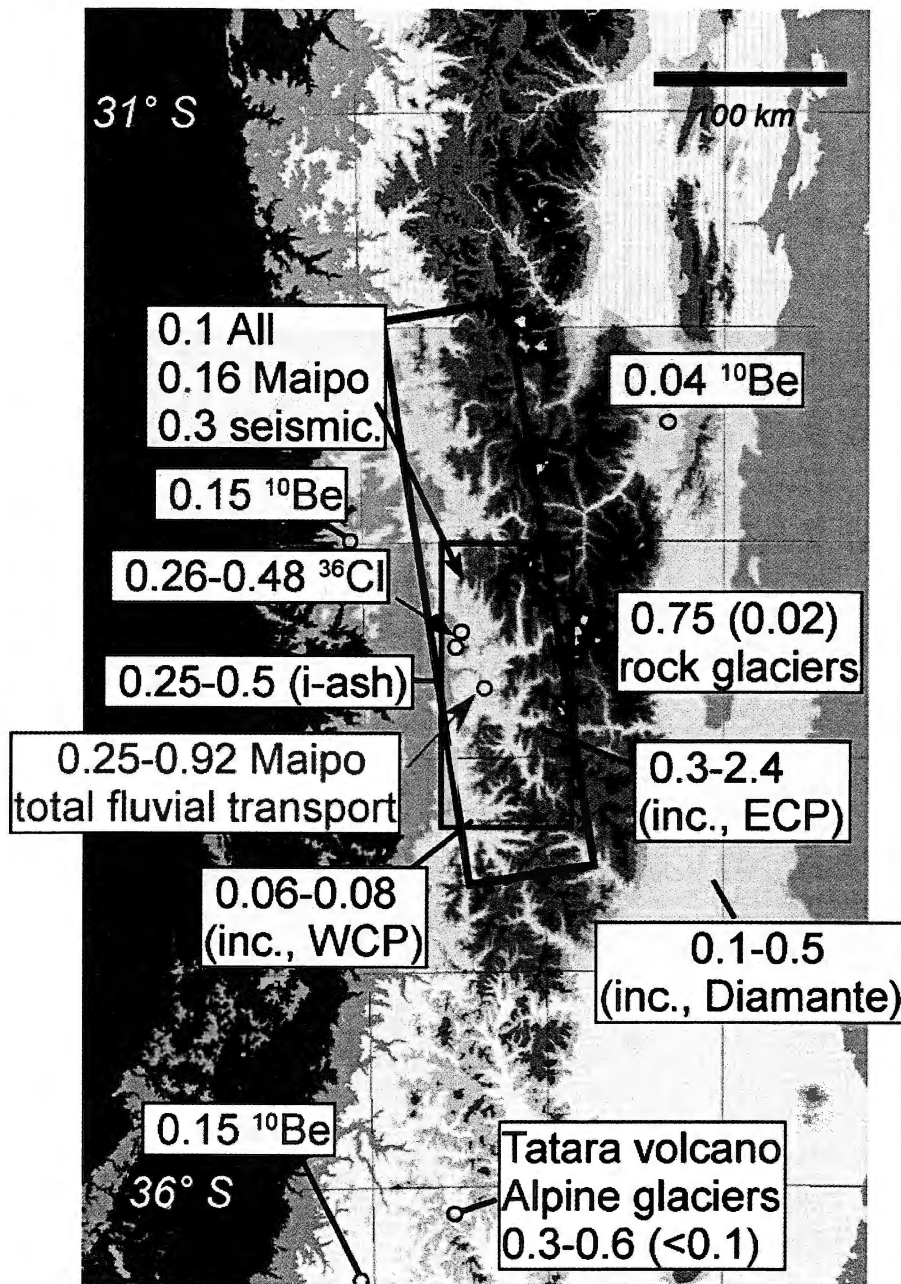 31° S
100 km
0.1 All
0.16 Maipo
0.3 seismic.
0.04 ¹⁰Be
0.15 ¹⁰Be
0.26-0.48 ³⁶Cl
0.75 (0.02)
rock glaciers
0.25-0.5 (i-ash)
0.25-0.92 Maipo
total fluvial transport
0.3-2.4
(inc., ECP)
0.06-0.08
(inc., WCP)
0.1-0.5
(inc., Diamante)
0.15 ¹⁰Be
36° S
Tatara volcano
Alpine glaciers
0.3-0.6 (<0.1)